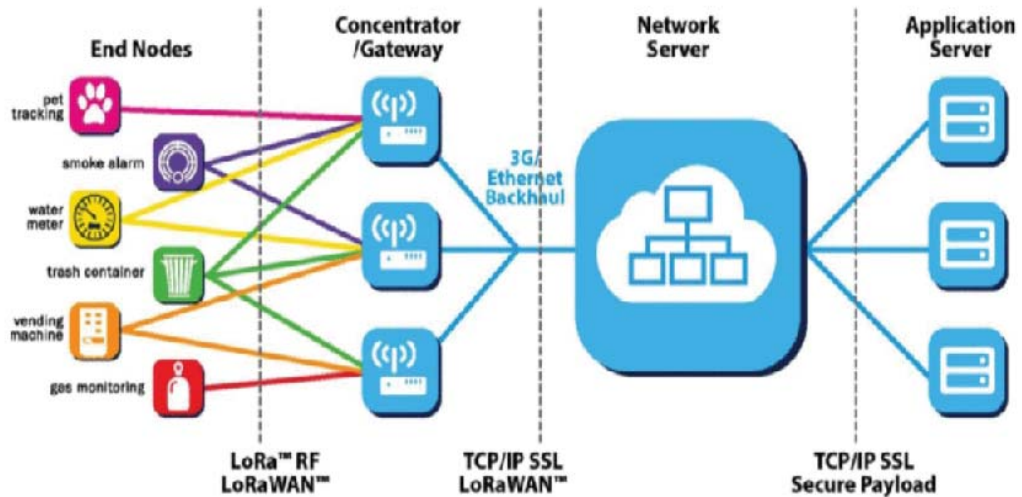 End Nodes
Concentrator
/Gateway
Network
Server
Application
Server
pet
tracking
smoke alarm
water
meter
trash container
vending
machine
gas monitoring
3G/
Ethernet
Backhaul
LoRa™ RF
LoRaWAN™
TCP/IP SSL
LoRaWAN™
TCP/IP SSL
Secure Payload